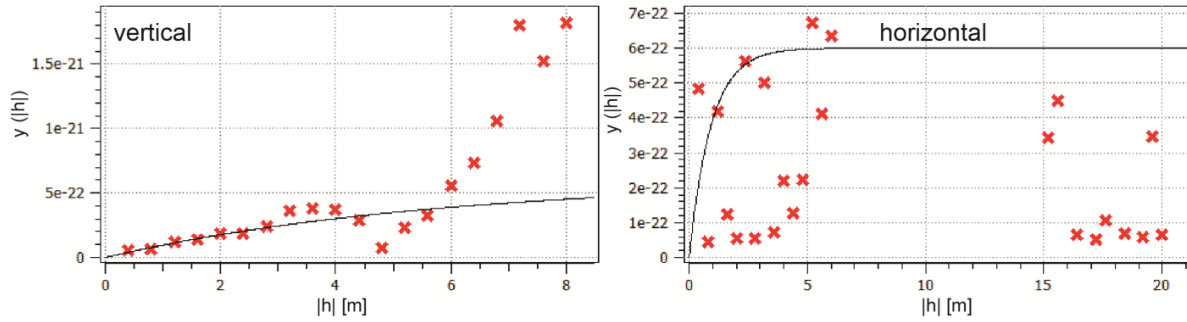 vertical
y (|h|)
1.5e-21
1e-21
5e-22
0
0 2 4 6 8
|h| [m]
horizontal
y (|h|)
7e-22
6e-22
5e-22
4e-22
3e-22
2e-22
1e-22
0
0 5 10 15 20
|h| [m]